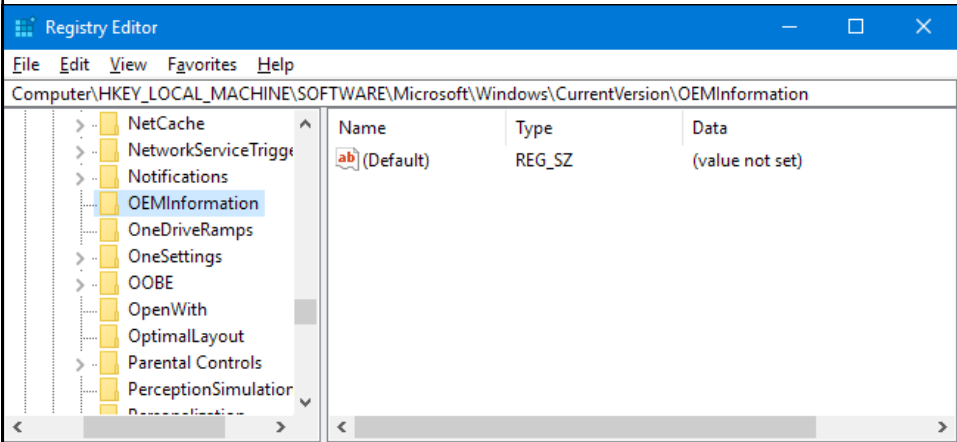 Registry Editor
File Edit View Favorites Help
Computer\HKEY_LOCAL_MACHINE\SOFTWARE\Microsoft\Windows\CurrentVersion\OEMInformation
NetCache
NetworkServiceTrigge
Notifications
OEMInformation
OneDriveRamps
OneSettings
OOBE
OpenWith
OptimalLayout
Parental Controls
PerceptionSimulation
Name Type Data
ab (Default) REG_SZ (value not set)